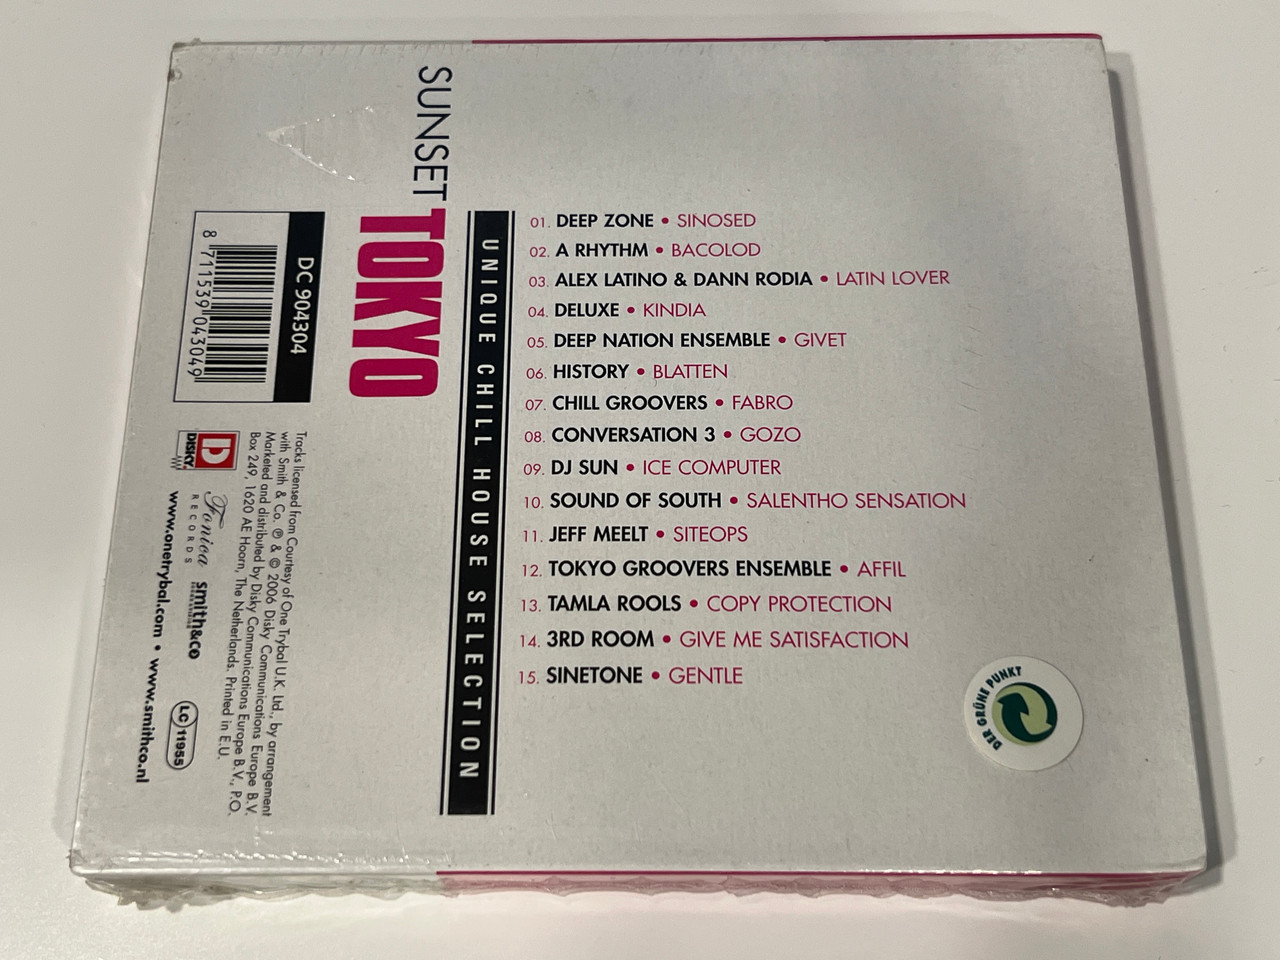 SUNSET
TOKYO
UNIQUE CHILL HOUSE SELECTION
01. DEEP ZONE • SINOSED
02. A RHYTHM • BACOLOD
03. ALEX LATINO & DANN RODIA • LATIN LOVER
04. DELUXE • KINDIA
05. DEEP NATION ENSEMBLE • GIVET
06. HISTORY • BLATTEN
07. CHILL GROOVERS • FABRO
08. CONVERSATION 3 • GOZO
09. DJ SUN • ICE COMPUTER
10. SOUND OF SOUTH • SALENTHO SENSATION
11. JEFF MEELT • SITEOPS
12. TOKYO GROOVERS ENSEMBLE • AFFIL
13. TAMLA ROOLS • COPY PROTECTION
14. 3RD ROOM • GIVE ME SATISFACTION
15. SINETONE • GENTLE
DER GRÜNE PUNKT
DC 904304
8 711539 043049
Tracks licensed from Courtesy of One Trybal U.K. Ltd., by arrangement
with Smith & Co. ℗ & © 2006 Disky Communications Europe B.V.
Marketed and distributed by Disky Communications Europe B.V., P.O.
Box 249, 1620 AE Hoorn, The Netherlands. Printed in E.U.
D
DISKY
Fonica
RECORDS
smith&co
LC 11955
www.onetrybal.com • www.smithco.nl